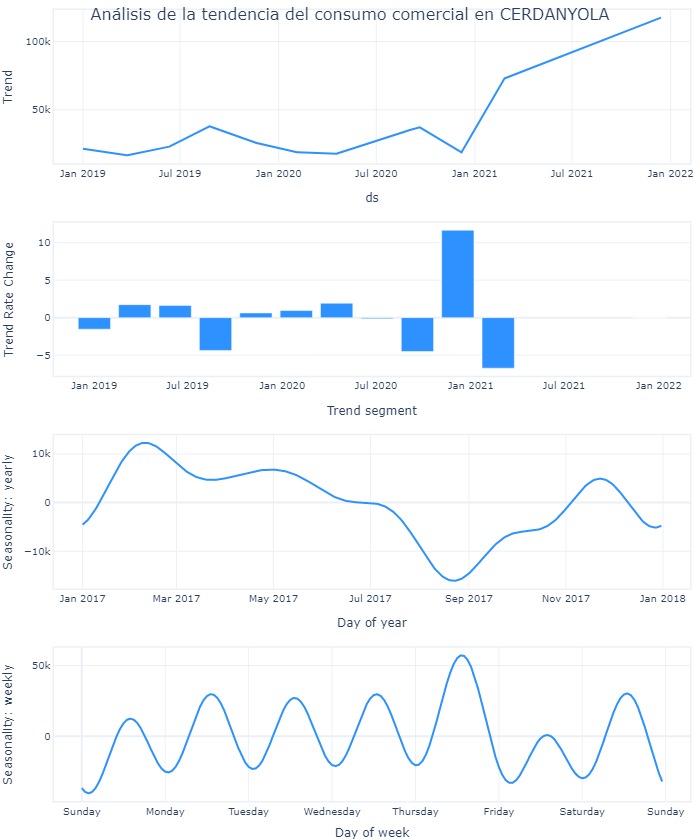 Análisis de la tendencia del consumo comercial en CERDANYOLA
Trend
100k
50k
Jan 2019 Jul 2019 Jan 2020 Jul 2020 Jan 2021 Jul 2021 Jan 2022
ds
Trend Rate Change
10
5
0
−5
Jan 2019 Jul 2019 Jan 2020 Jul 2020 Jan 2021 Jul 2021 Jan 2022
Trend segment
Seasonality: yearly
10k
0
−10k
Jan 2017 Mar 2017 May 2017 Jul 2017 Sep 2017 Nov 2017 Jan 2018
Day of year
Seasonality: weekly
50k
0
Sunday Monday Tuesday Wednesday Thursday Friday Saturday Sunday
Day of week